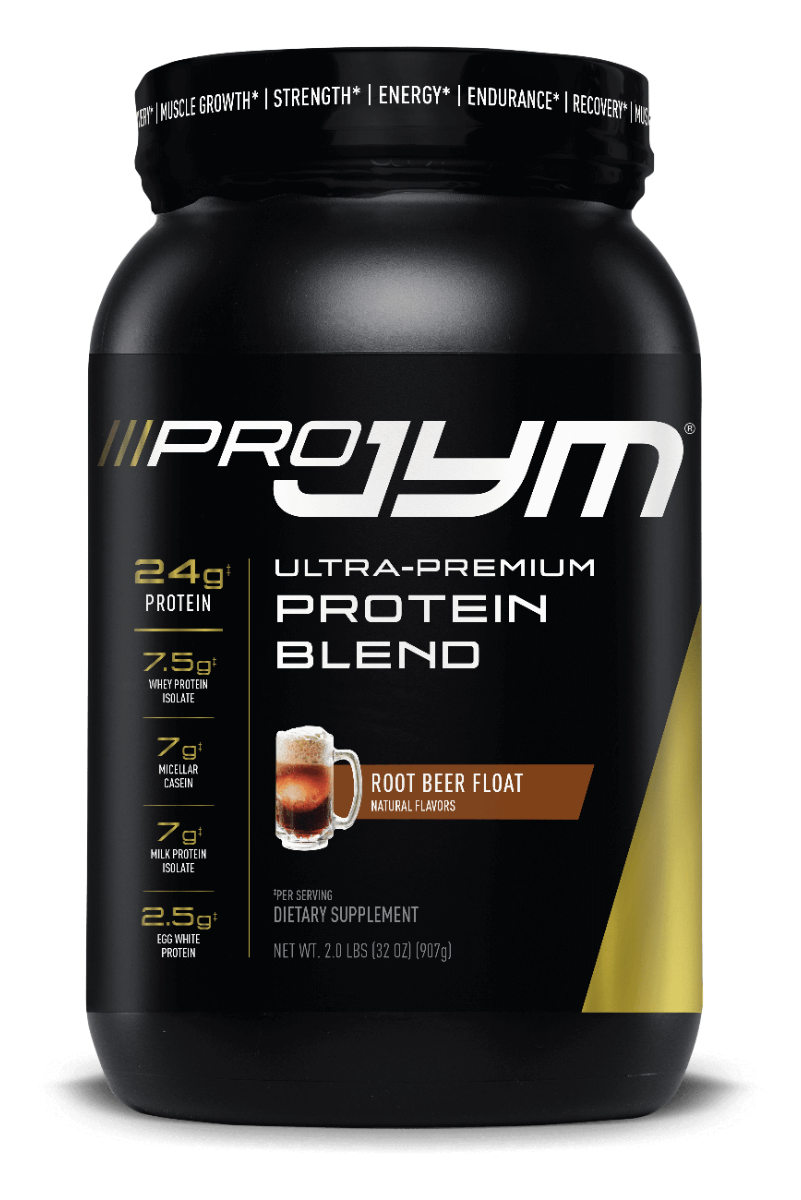 MUSCLE GROWTH* | STRENGTH* | ENERGY* | ENDURANCE* | RECOVERY* |
PRO JYM®
24g‡
PROTEIN
7.5g‡
WHEY PROTEIN
ISOLATE
7g‡
MICELLAR
CASEIN
7g‡
MILK PROTEIN
ISOLATE
2.5g‡
EGG WHITE
PROTEIN
ULTRA-PREMIUM
PROTEIN
BLEND
ROOT BEER FLOAT
NATURAL FLAVORS
‡PER SERVING
DIETARY SUPPLEMENT
NET WT. 2.0 LBS (32 OZ) (907g)